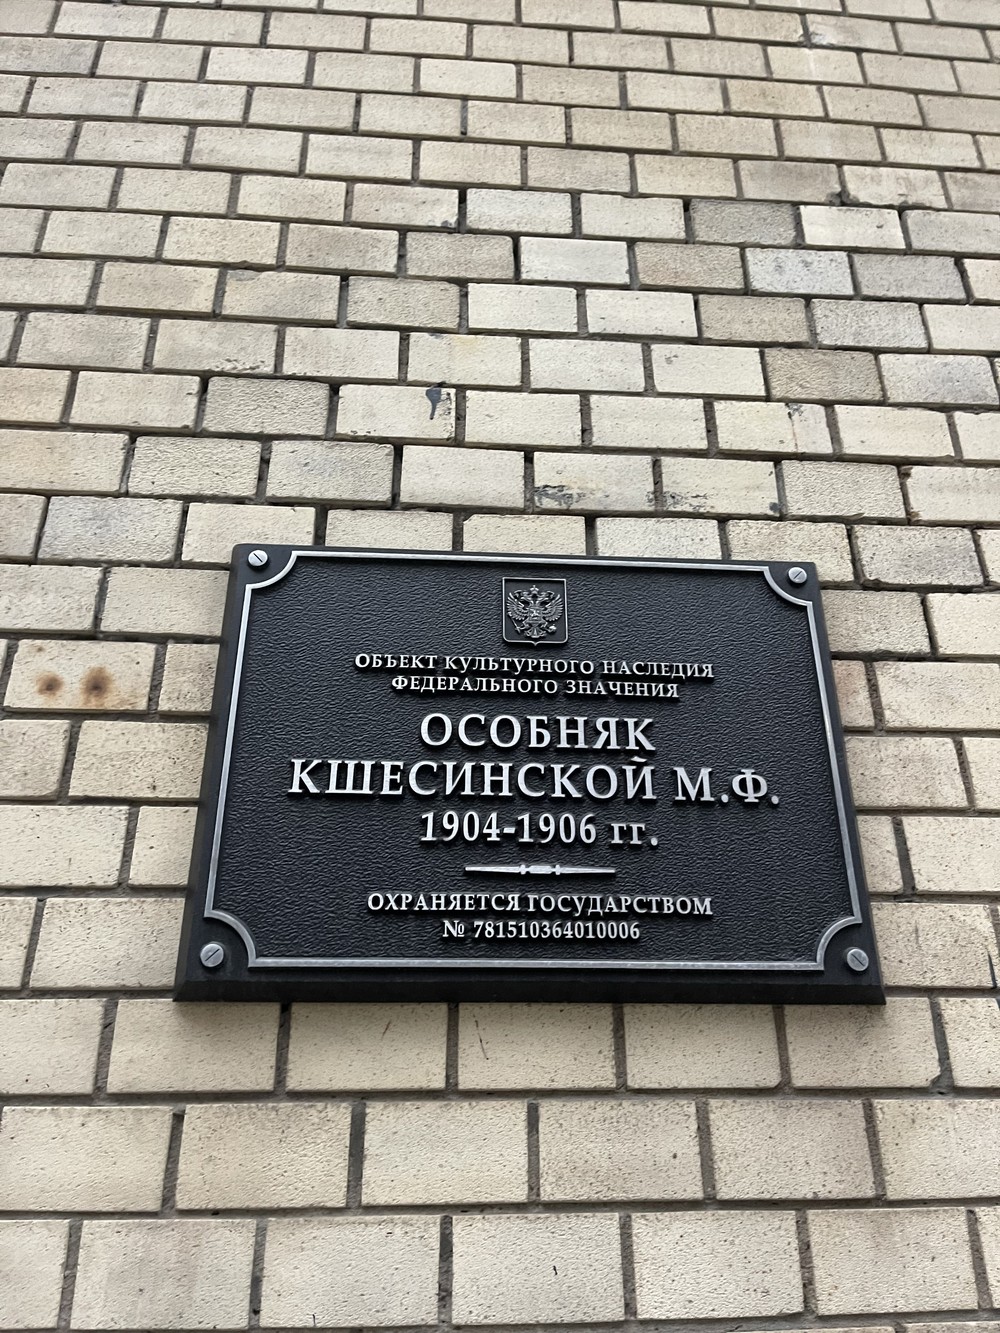 ОБЪЕКТ КУЛЬТУРНОГО НАСЛЕДИЯ
ФЕДЕРАЛЬНОГО ЗНАЧЕНИЯ
ОСОБНЯК
КШЕСИНСКОЙ М.Ф.
1904-1906 гг.
ОХРАНЯЕТСЯ ГОСУДАРСТВОМ
№ 781510364010006